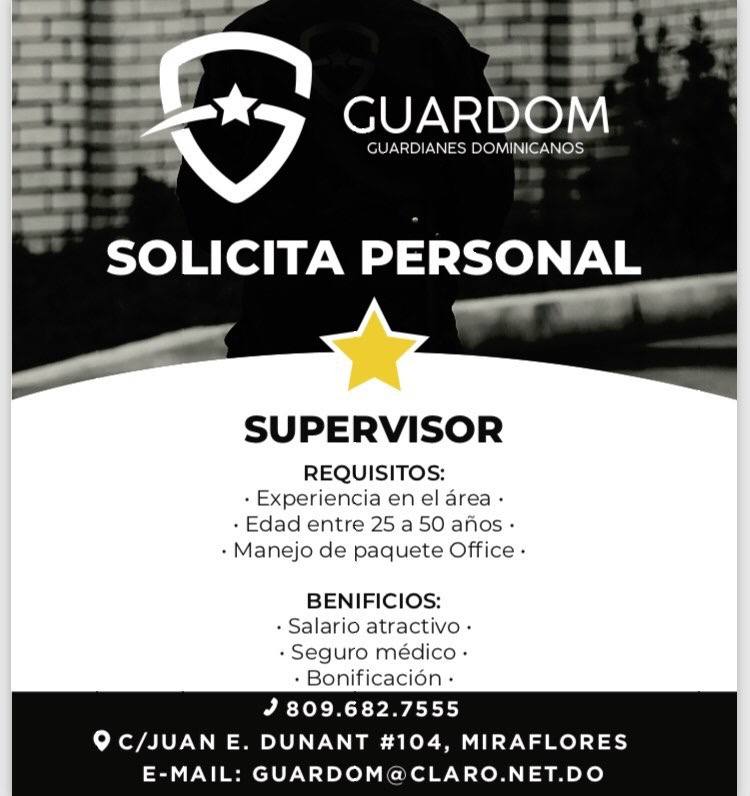 GUARDOM
GUARDIANES DOMINICANOS
SOLICITA PERSONAL
SUPERVISOR
REQUISITOS:
· Experiencia en el área ·
· Edad entre 25 a 50 años ·
· Manejo de paquete Office ·
BENIFICIOS:
· Salario atractivo ·
· Seguro médico ·
· Bonificación ·
809.682.7555
C/JUAN E. DUNANT #104, MIRAFLORES
E-MAIL: GUARDOM@CLARO.NET.DO